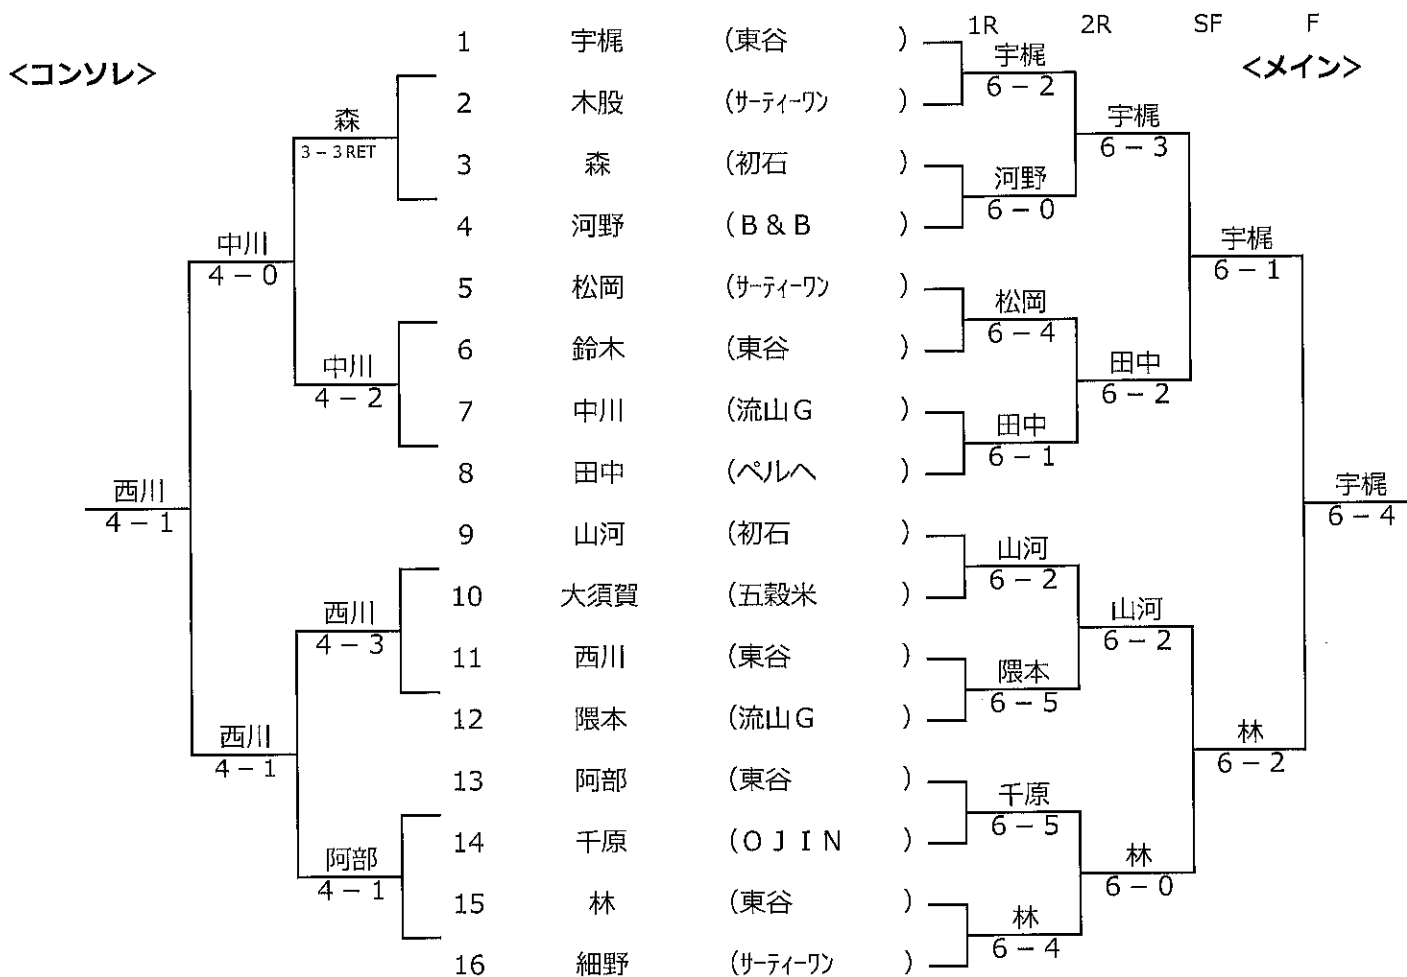 1R 2R SF F
<コンソレ>
<メイン>
1 宇梶 (東谷 )
2 木股 (サーティーワン )
3 森 (初石 )
4 河野 (B&B )
5 松岡 (サーティーワン )
6 鈴木 (東谷 )
7 中川 (流山G )
8 田中 (ペルへ )
9 山河 (初石 )
10 大須賀 (五穀米 )
11 西川 (東谷 )
12 隈本 (流山G )
13 阿部 (東谷 )
14 千原 (OJIN )
15 林 (東谷 )
16 細野 (サーティーワン )
森
3-3RET
中川
4-2
西川
4-3
阿部
4-1
中川
4-0
西川
4-1
西川
4-1
宇梶
6-2
河野
6-0
松岡
6-4
田中
6-1
山河
6-2
隈本
6-5
千原
6-5
林
6-4
宇梶
6-3
田中
6-2
山河
6-2
林
6-0
宇梶
6-1
林
6-2
宇梶
6-4